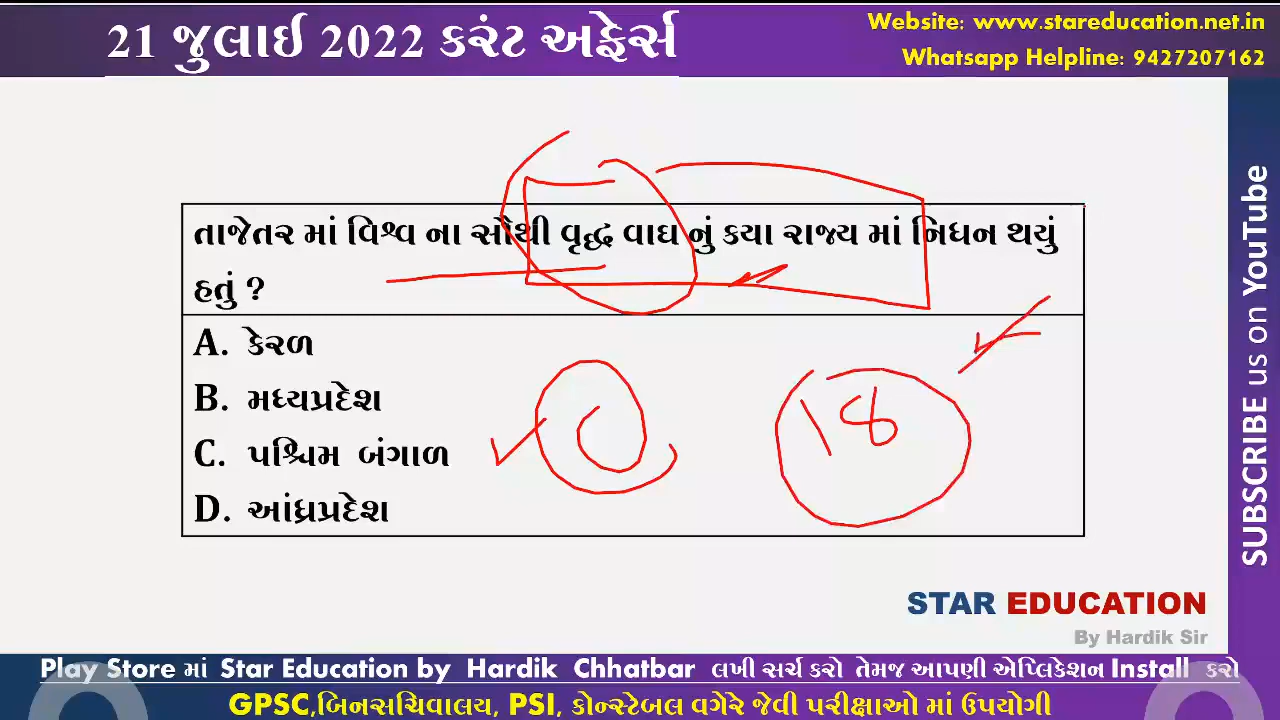 21 જુલાઈ 2022 કરંટ અફેર્સ
Website: www.stareducation.net.in
Whatsapp Helpline: 9427207162
તાજેતર માં વિશ્વ ના સૌથી વૃદ્ધ વાઘ નું કયા રાજ્ય માં નિધન થયું
હતું ?
A. કેરળ
B. મધ્યપ્રદેશ
C. પશ્ચિમ બંગાળ
D. આંધ્રપ્રદેશ
C
18
SUBSCRIBE us on YouTube
STAR EDUCATION
By Hardik Sir
Play Store માં Star Education by Hardik Chhatbar લખી સર્ચ કરો તેમજ આપણી એપ્લિકેશન Install કરો
GPSC,બિનસચિવાલય, PSI, કોન્સ્ટેબલ વગેરે જેવી પરીક્ષાઓ માં ઉપયોગી